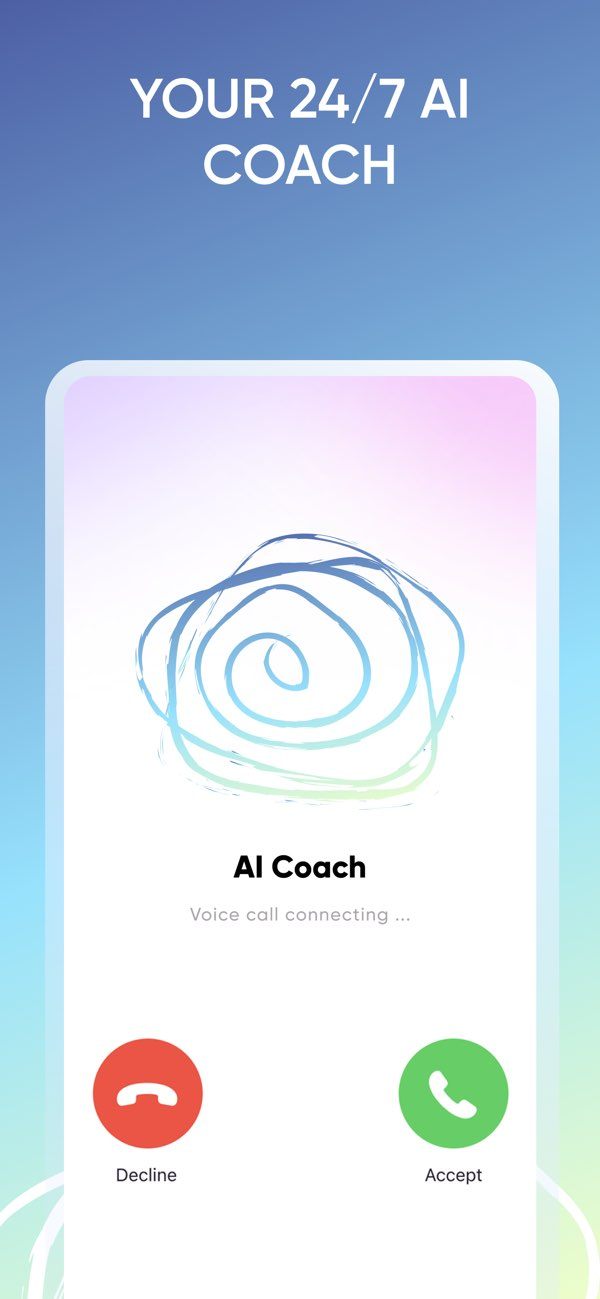 YOUR 24/7 AI
COACH
AI Coach
Voice call connecting ...
Decline
Accept